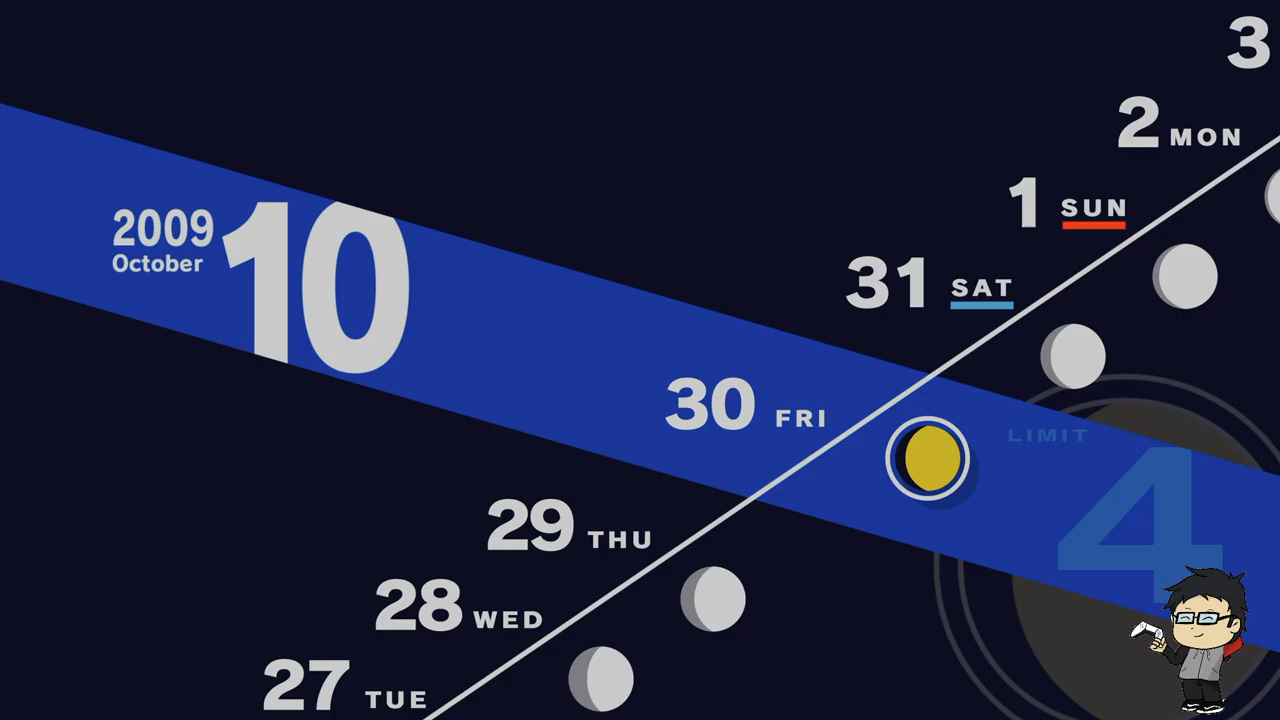 3
2 MON
1 SUN
31 SAT
2009
October
10
30 FRI
LIMIT
4
29 THU
28 WED
27 TUE